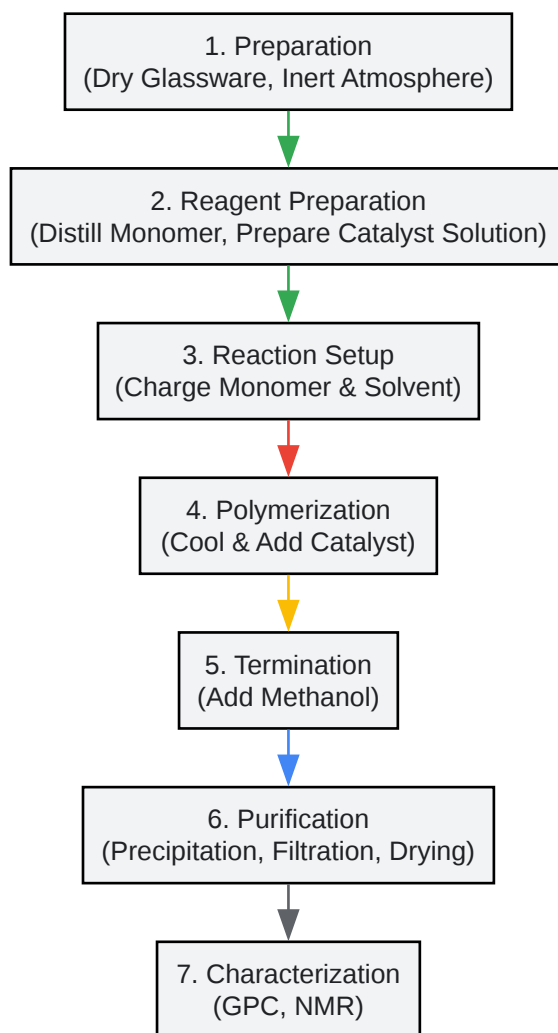 1. Preparation
(Dry Glassware, Inert Atmosphere)
2. Reagent Preparation
(Distill Monomer, Prepare Catalyst Solution)
3. Reaction Setup
(Charge Monomer & Solvent)
4. Polymerization
(Cool & Add Catalyst)
5. Termination
(Add Methanol)
6. Purification
(Precipitation, Filtration, Drying)
7. Characterization
(GPC, NMR)